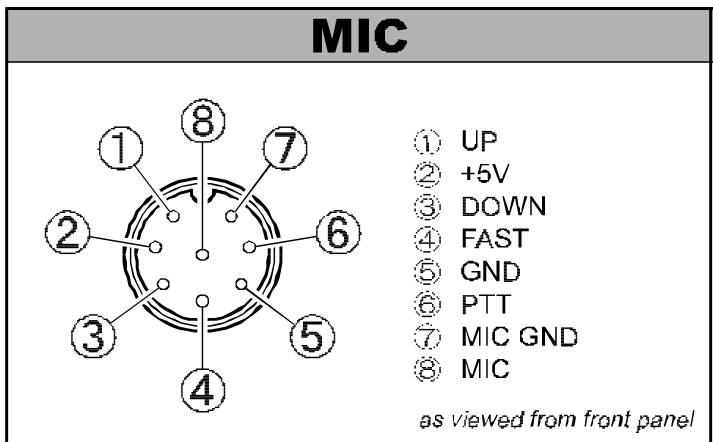 MIC
⑧
① ⑦
② ⑥
③ ⑤
④
① UP
② +5V
③ DOWN
④ FAST
⑤ GND
⑥ PTT
⑦ MIC GND
⑧ MIC
as viewed from front panel